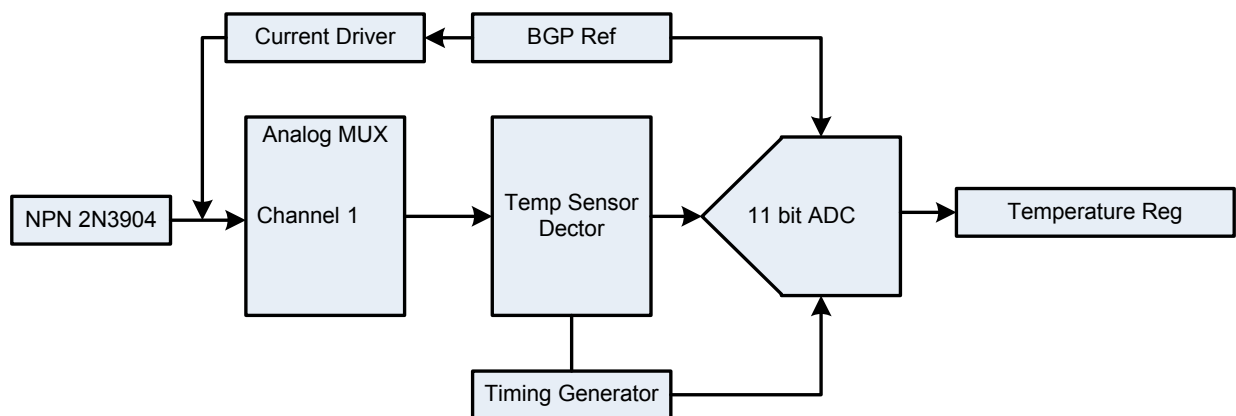 Current Driver
BGP Ref
Analog MUX
NPN 2N3904
Channel 1
Temp Sensor
Dector
11 bit ADC
Temperature Reg
Timing Generator